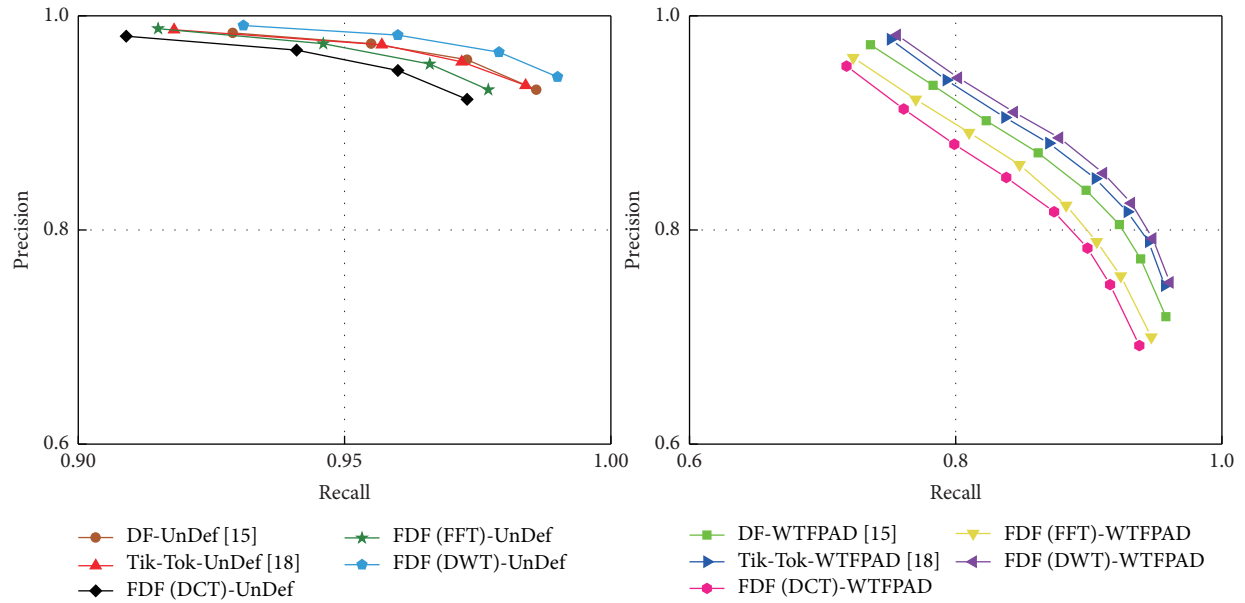 1.0
0.8
0.6
Precision
0.90
0.95
1.00
Recall
DF-UnDef [15]
Tik-Tok-UnDef [18]
FDF (DCT)-UnDef
FDF (FFT)-UnDef
FDF (DWT)-UnDef
1.0
0.8
0.6
Precision
0.6
0.8
1.0
Recall
DF-WTFPAD [15]
Tik-Tok-WTFPAD [18]
FDF (DCT)-WTFPAD
FDF (FFT)-WTFPAD
FDF (DWT)-WTFPAD